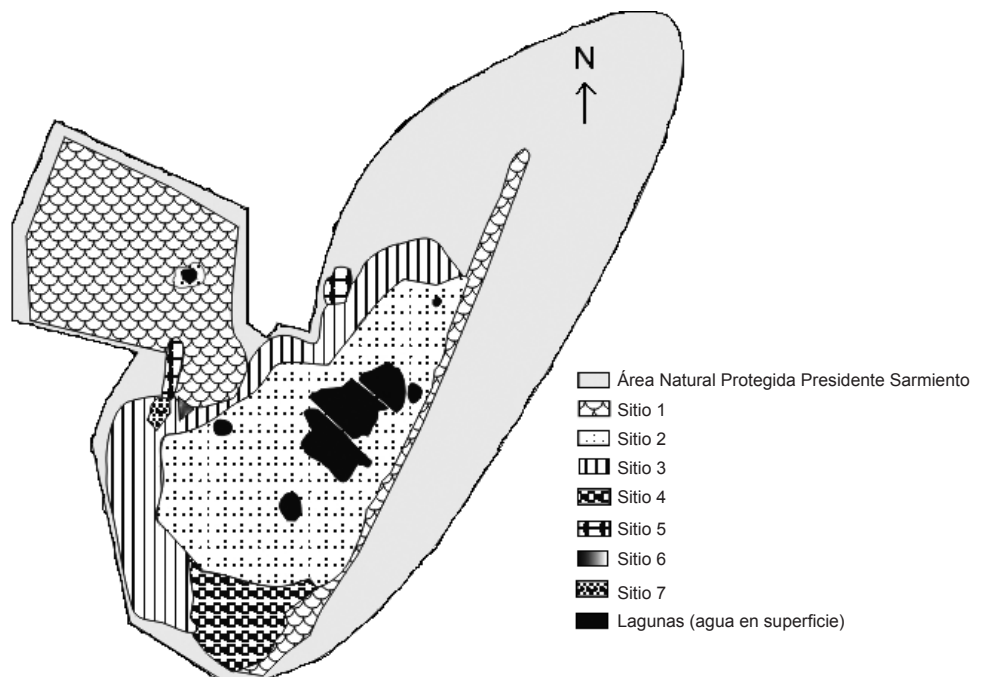 N
Área Natural Protegida Presidente Sarmiento
Sitio 1
Sitio 2
Sitio 3
Sitio 4
Sitio 5
Sitio 6
Sitio 7
Lagunas (agua en superficie)